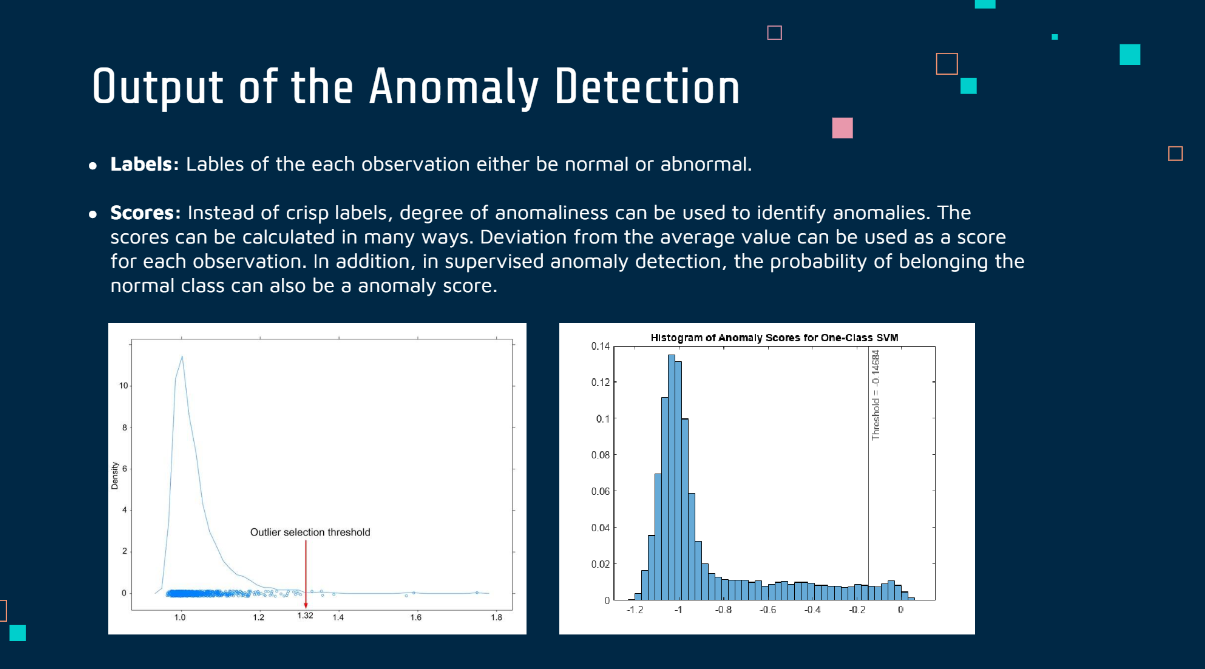 Output of the Anomaly Detection
● Labels: Lables of the each observation either be normal or abnormal.
● Scores: Instead of crisp labels, degree of anomaliness can be used to identify anomalies. The
scores can be calculated in many ways. Deviation from the average value can be used as a score
for each observation. In addition, in supervised anomaly detection, the probability of belonging the
normal class can also be a anomaly score.
Density
10
8
6
4
2
0
Outlier selection threshold
1.0
1.2
1.32
1.4
1.6
1.8
Histogram of Anomaly Scores for One-Class SVM
0.14
0.12
0.1
0.08
0.06
0.04
0.02
0
Threshold = -0.14684
-1.2
-1
-0.8
-0.6
-0.4
-0.2
0